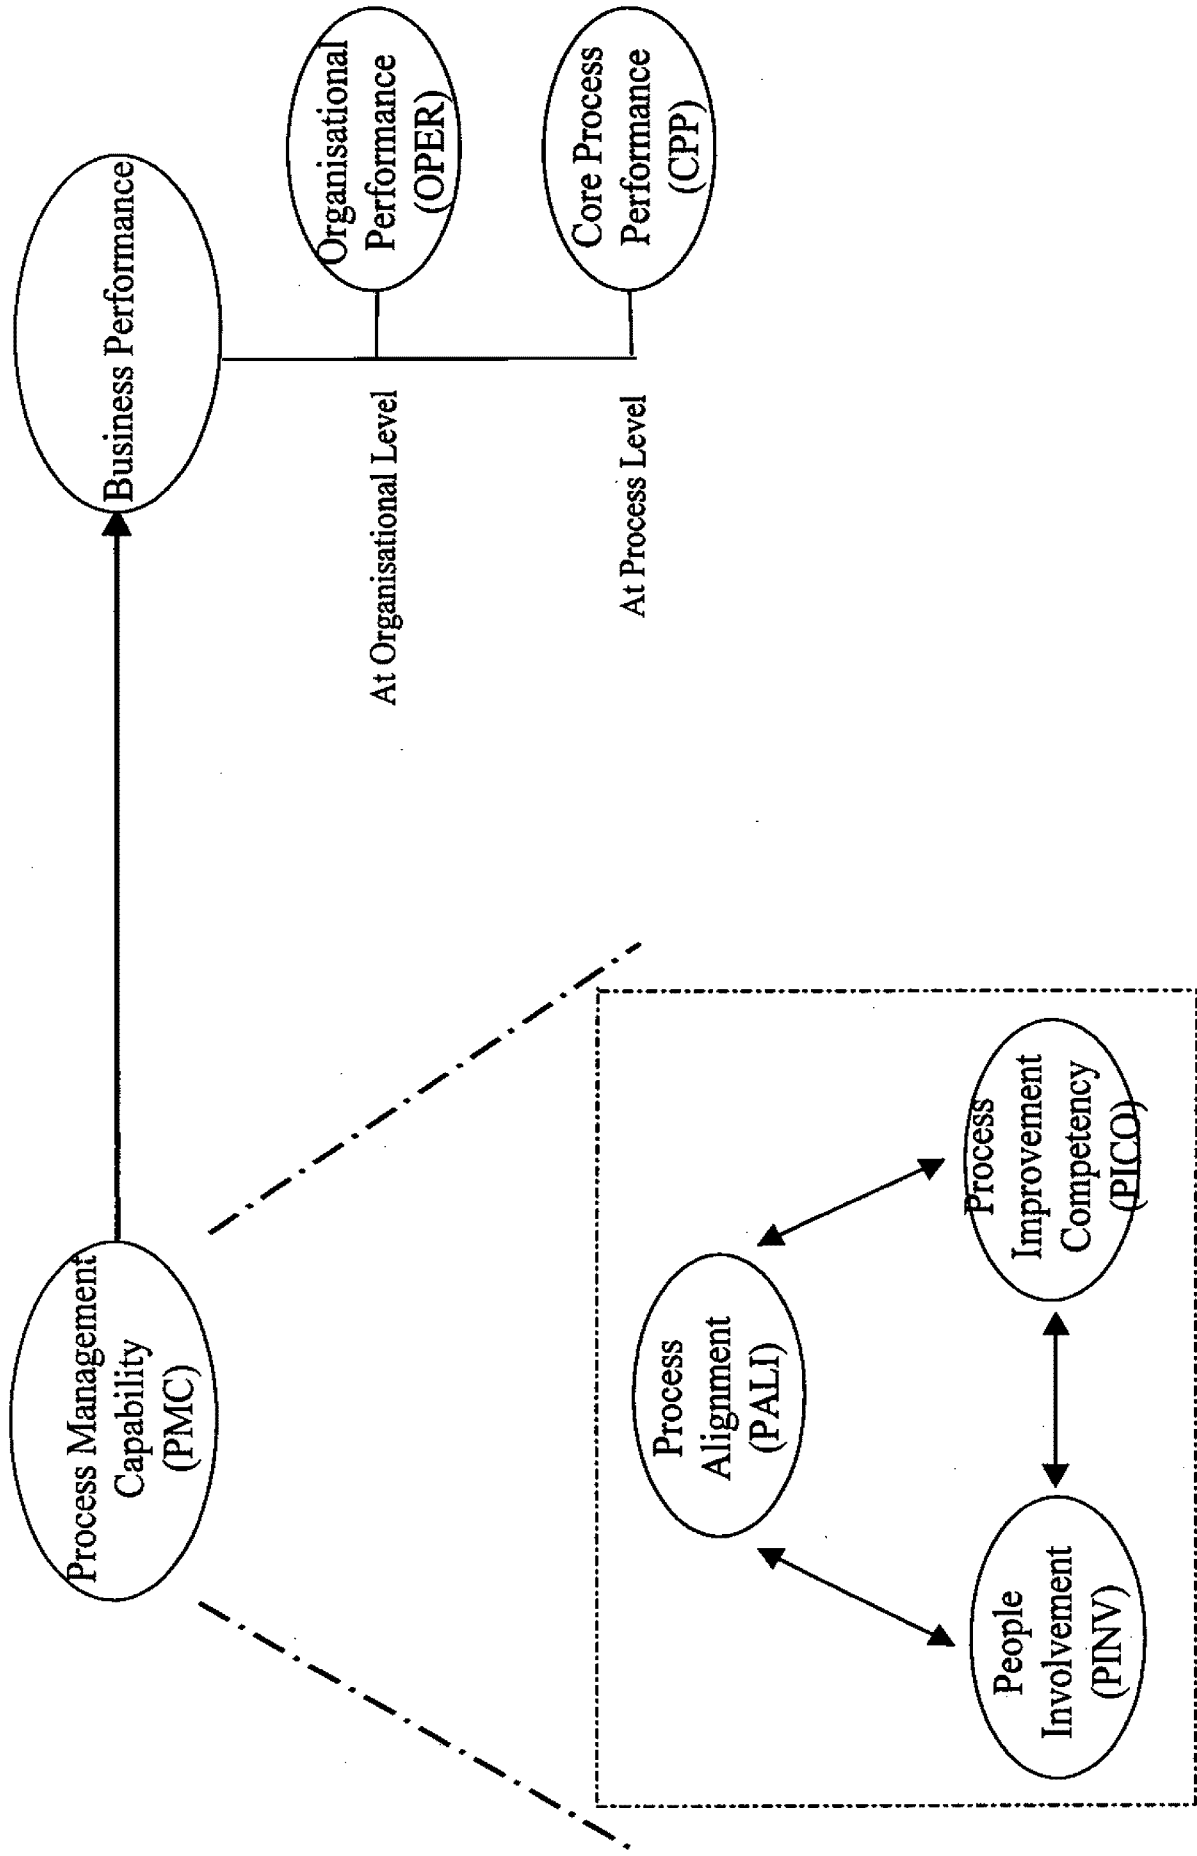 Process Management
Capability
(PMC)
Business Performance
At Organisational Level
Organisational
Performance
(OPER)
At Process Level
Core Process
Performance
(CPP)
Process
Alignment
(PALI)
People
Involvement
(PINV)
Process
Improvement
Competency
(PICO)